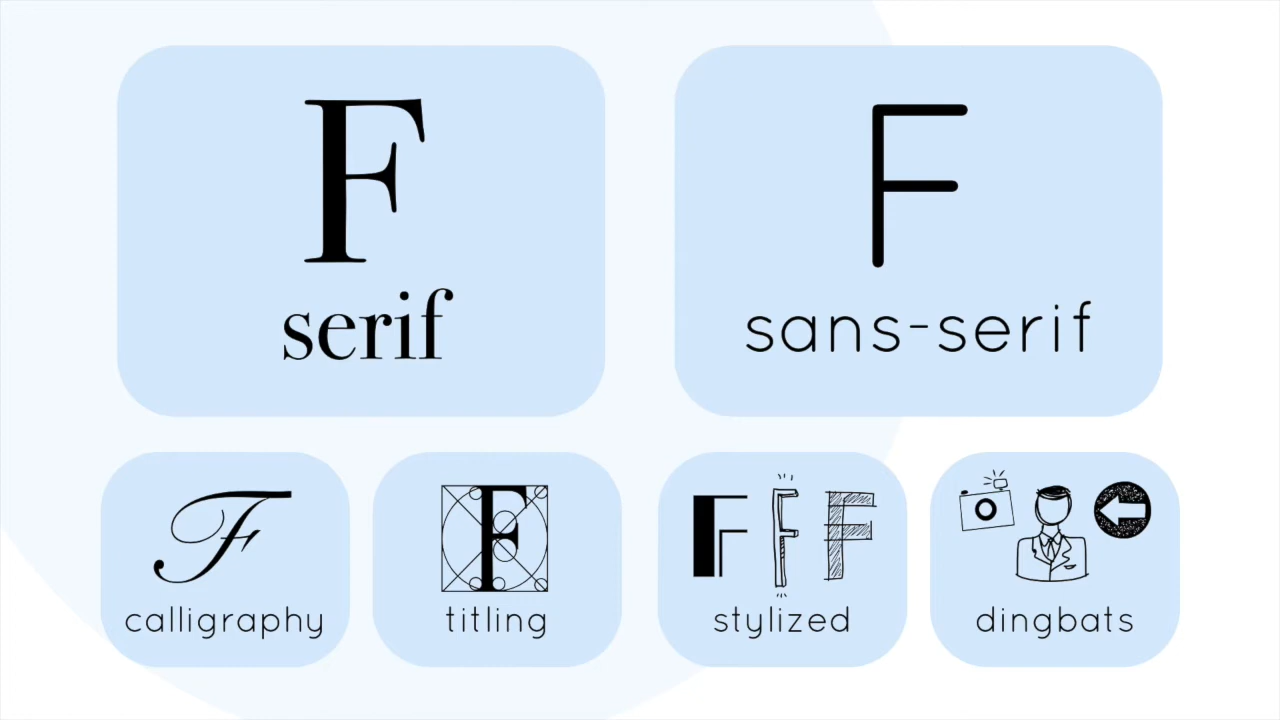 F
serif
F
sans-serif
F
calligraphy
F
titling
F F F
stylized
dingbats